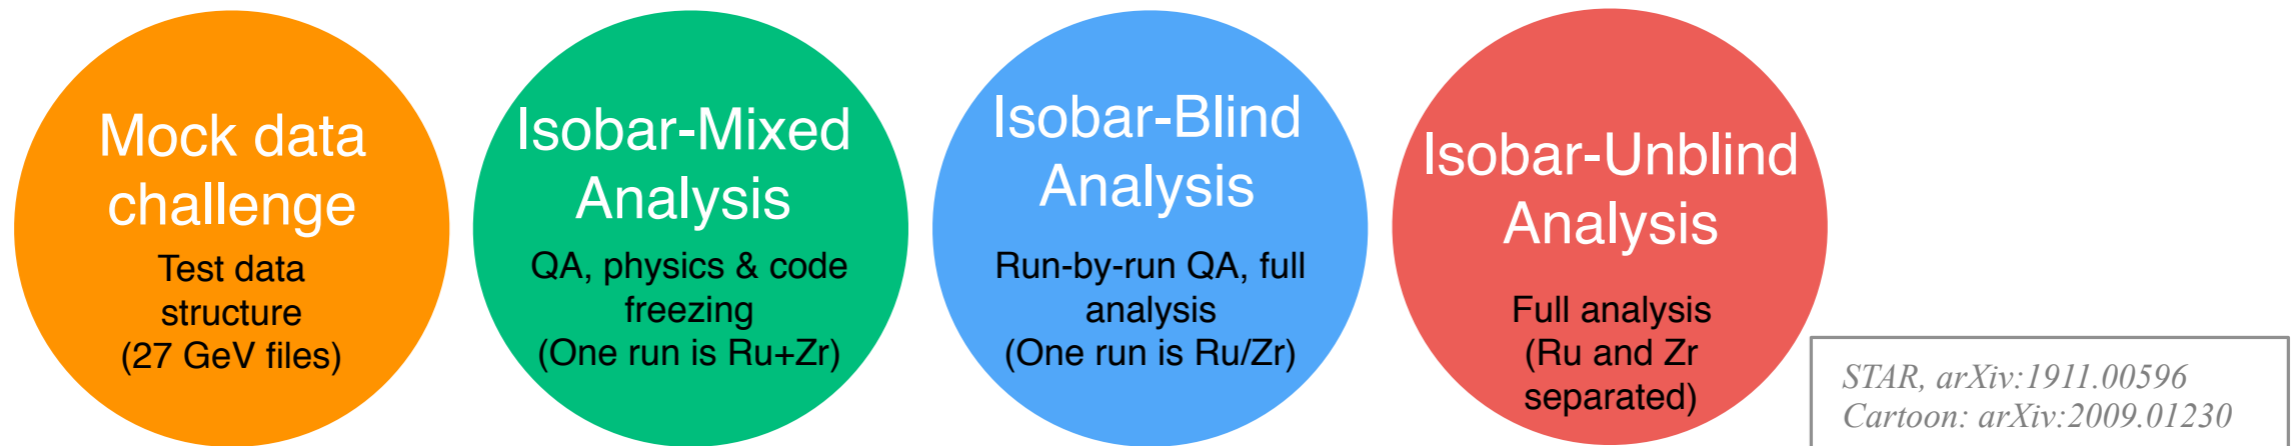 Mock data
challenge
Test data
structure
(27 GeV files)
Isobar-Mixed
Analysis
QA, physics & code
freezing
(One run is Ru+Zr)
Isobar-Blind
Analysis
Run-by-run QA, full
analysis
(One run is Ru/Zr)
Isobar-Unblind
Analysis
Full analysis
(Ru and Zr
separated)
STAR, arXiv:1911.00596
Cartoon: arXiv:2009.01230